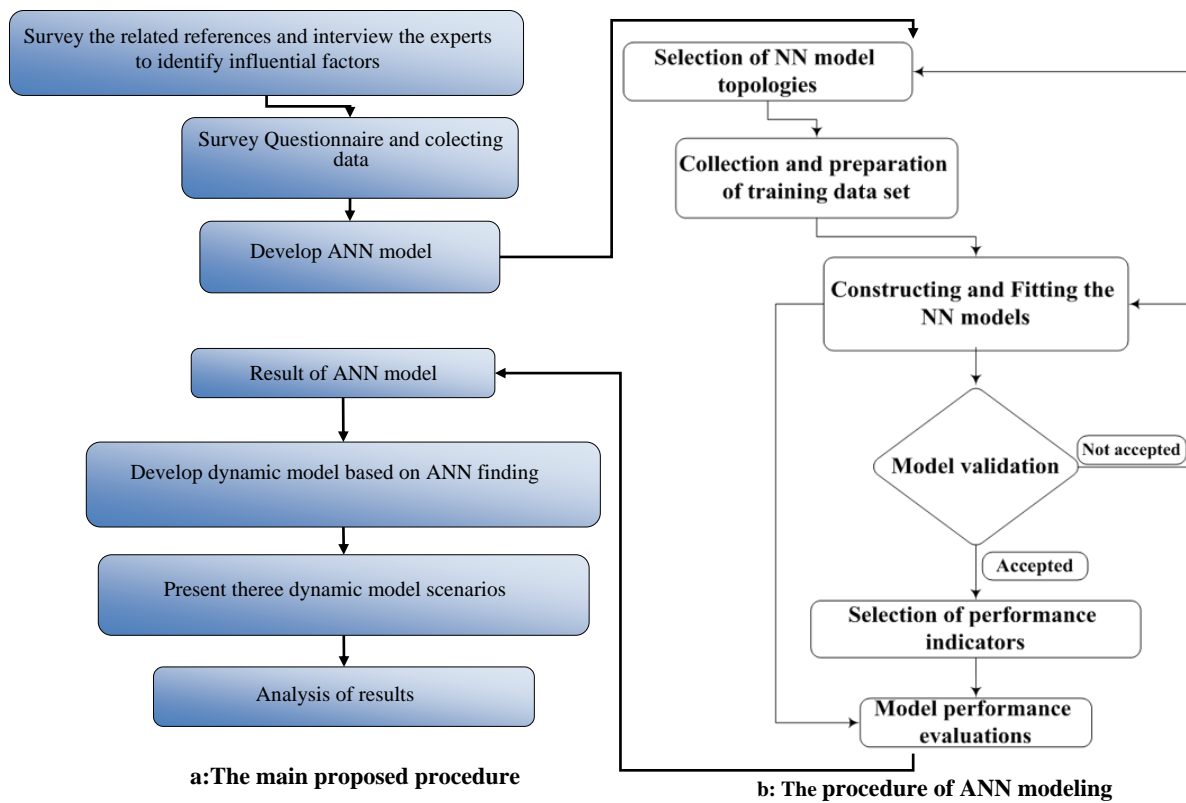 Survey the related references and interview the experts
to identify influential factors
Survey Questionnaire and colecting
data
Develop ANN model
Result of ANN model
Develop dynamic model based on ANN finding
Present theree dynamic model scenarios
Analysis of results
a:The main proposed procedure
Selection of NN model
topologies
Collection and preparation
of training data set
Constructing and Fitting the
NN models
Model validation
Not accepted
Accepted
Selection of performance
indicators
Model performance
evaluations
b: The procedure of ANN modeling